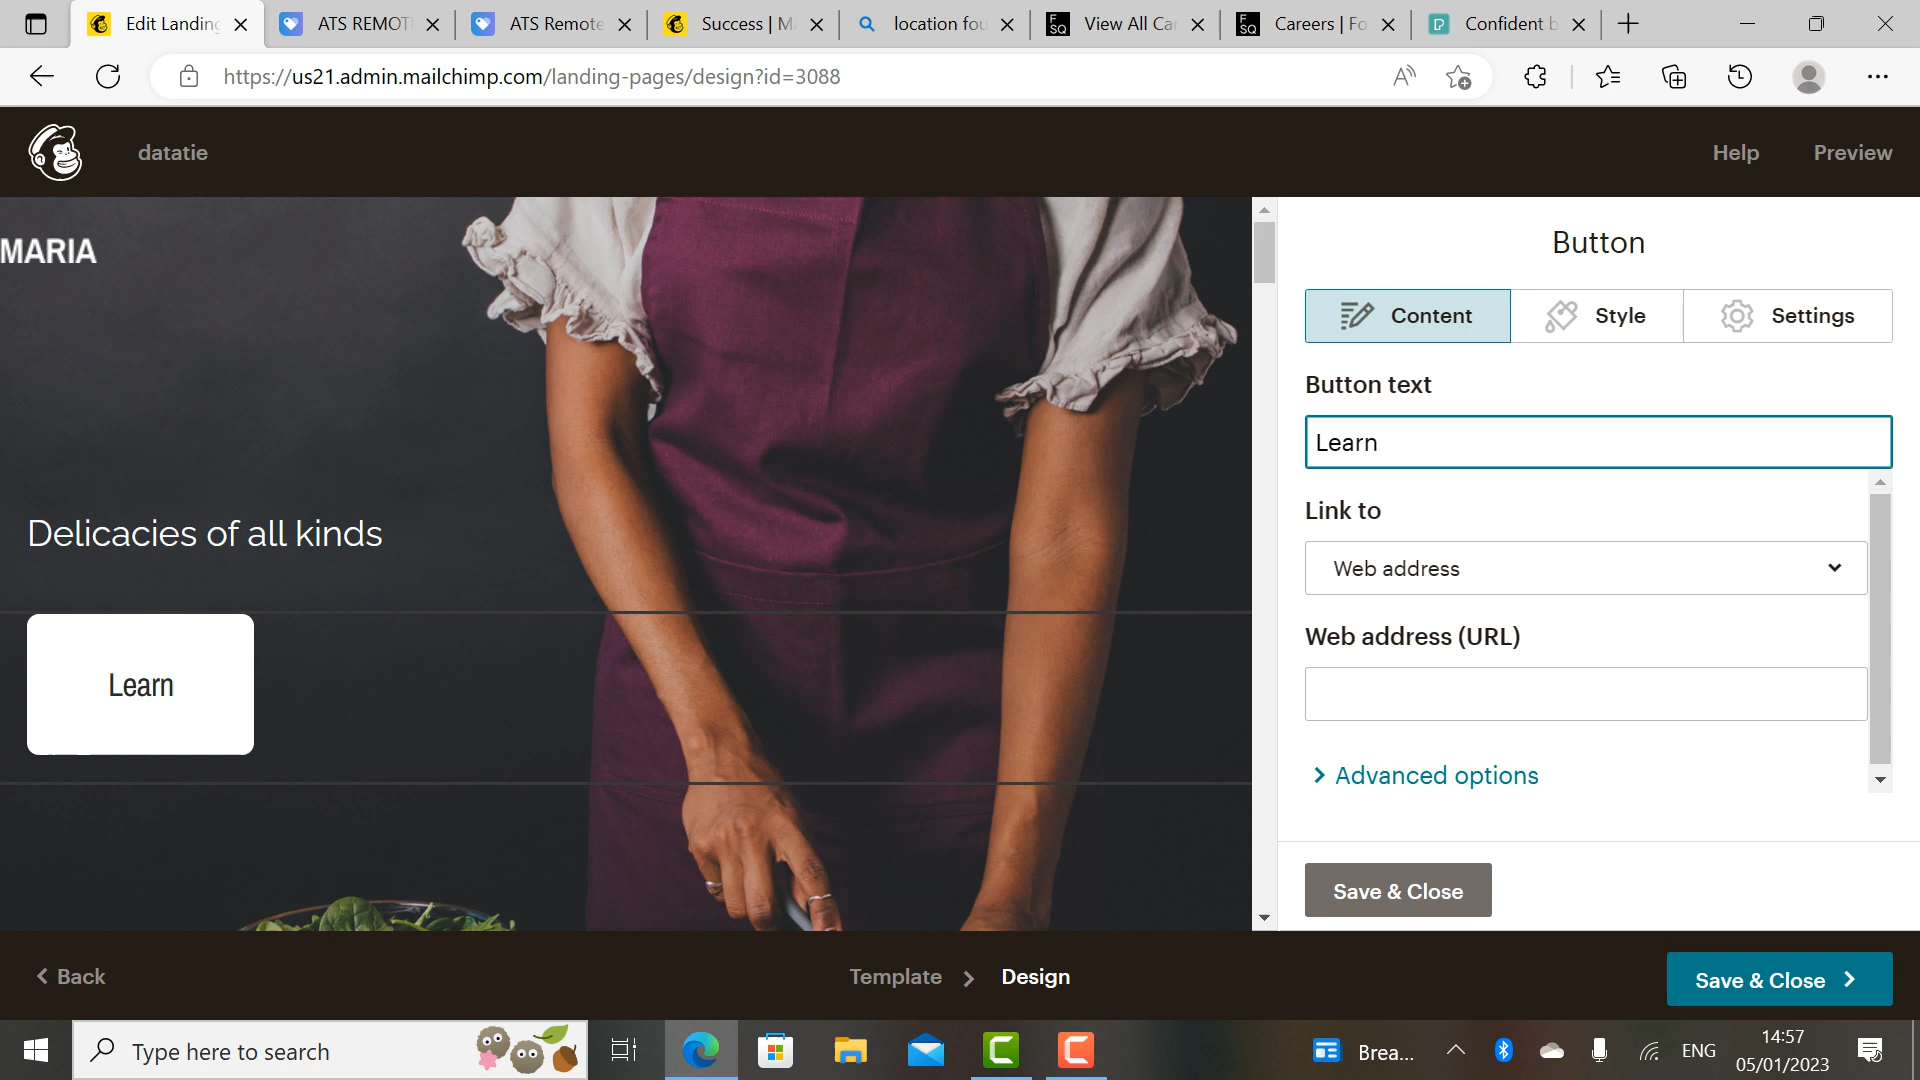 Edit Landing
ATS REMOT
ATS Remote
Success | M
location fou
View All Car
Careers | Fo
Confident b
https://us21.admin.mailchimp.com/landing-pages/design?id=3088
datatie
Help
Preview
MARIA
Delicacies of all kinds
Learn
Button
Content
Style
Settings
Button text
Learn
Link to
Web address
Web address (URL)
Advanced options
Save & Close
Back
Template
Design
Save & Close
Type here to search
Brea...
ENG
14:57
05/01/2023